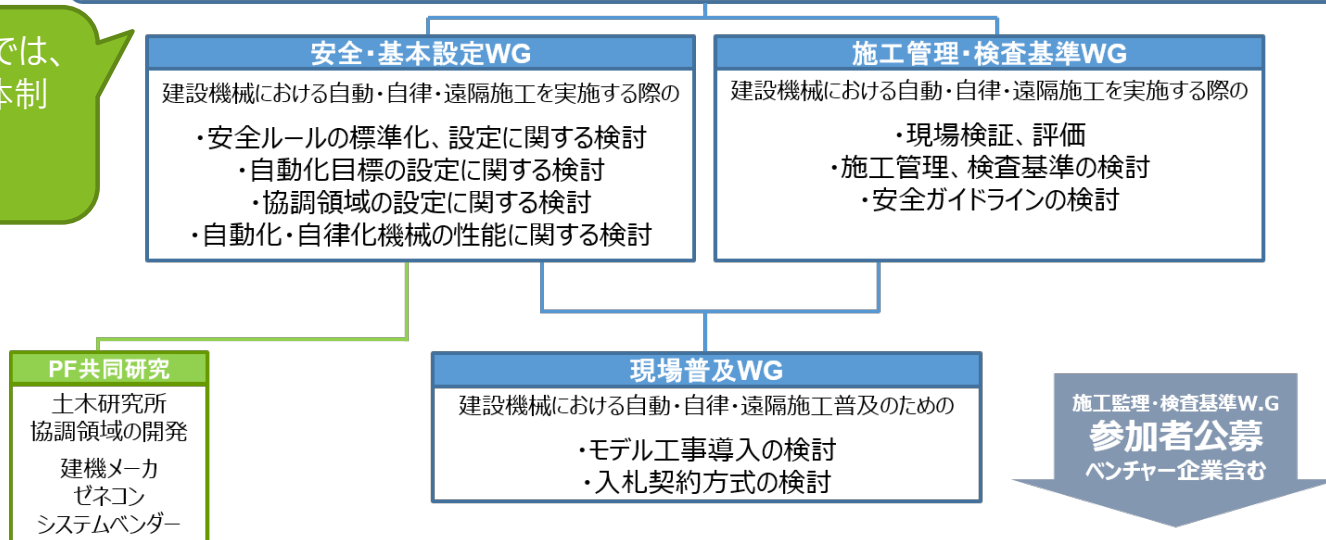 では、
本制
安全・基本設定WG
建設機械における自動・自律・遠隔施工を実施する際の
・安全ルールの標準化、設定に関する検討
・自動化目標の設定に関する検討
・協調領域の設定に関する検討
・自動化・自律化機械の性能に関する検討
施工管理・検査基準WG
建設機械における自動・自律・遠隔施工を実施する際の
・現場検証、評価
・施工管理、検査基準の検討
・安全ガイドラインの検討
PF共同研究
土木研究所
協調領域の開発
建機メーカ
ゼネコン
システムベンダー
現場普及WG
建設機械における自動・自律・遠隔施工普及のための
・モデル工事導入の検討
・入札契約方式の検討
施工監理・検査基準W.G
参加者公募
ベンチャー企業含む